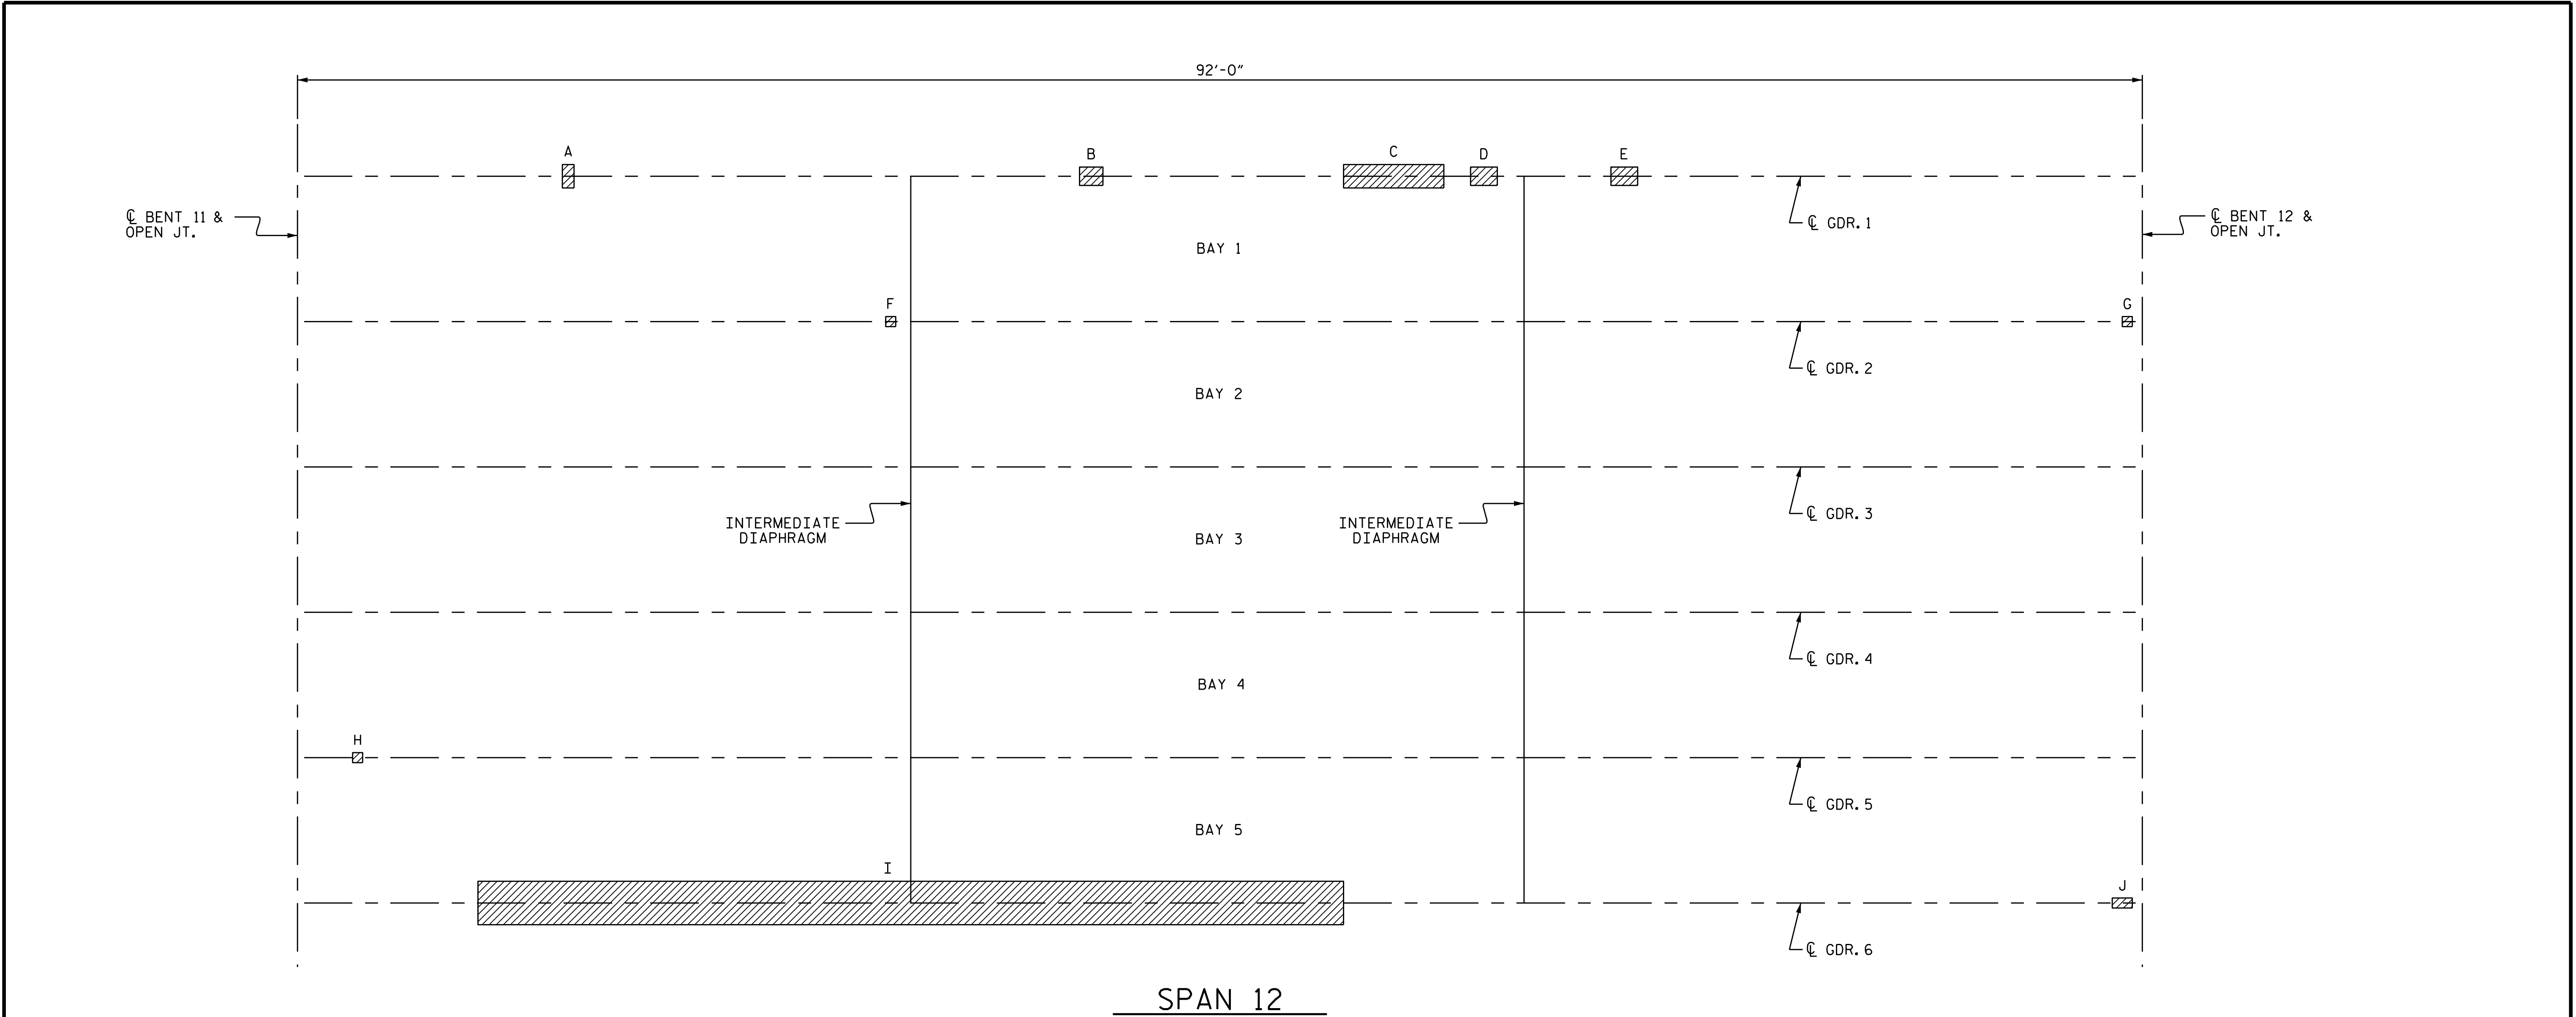 92'-0"
A
B
C
D
E
℄ BENT 11 &
OPEN JT.
℄ BENT 12 &
OPEN JT.
℄ GDR. 1
BAY 1
F
G
℄ GDR. 2
BAY 2
INTERMEDIATE
DIAPHRAGM
INTERMEDIATE
DIAPHRAGM
℄ GDR. 3
BAY 3
℄ GDR. 4
BAY 4
H
℄ GDR. 5
BAY 5
I
J
℄ GDR. 6
SPAN 12